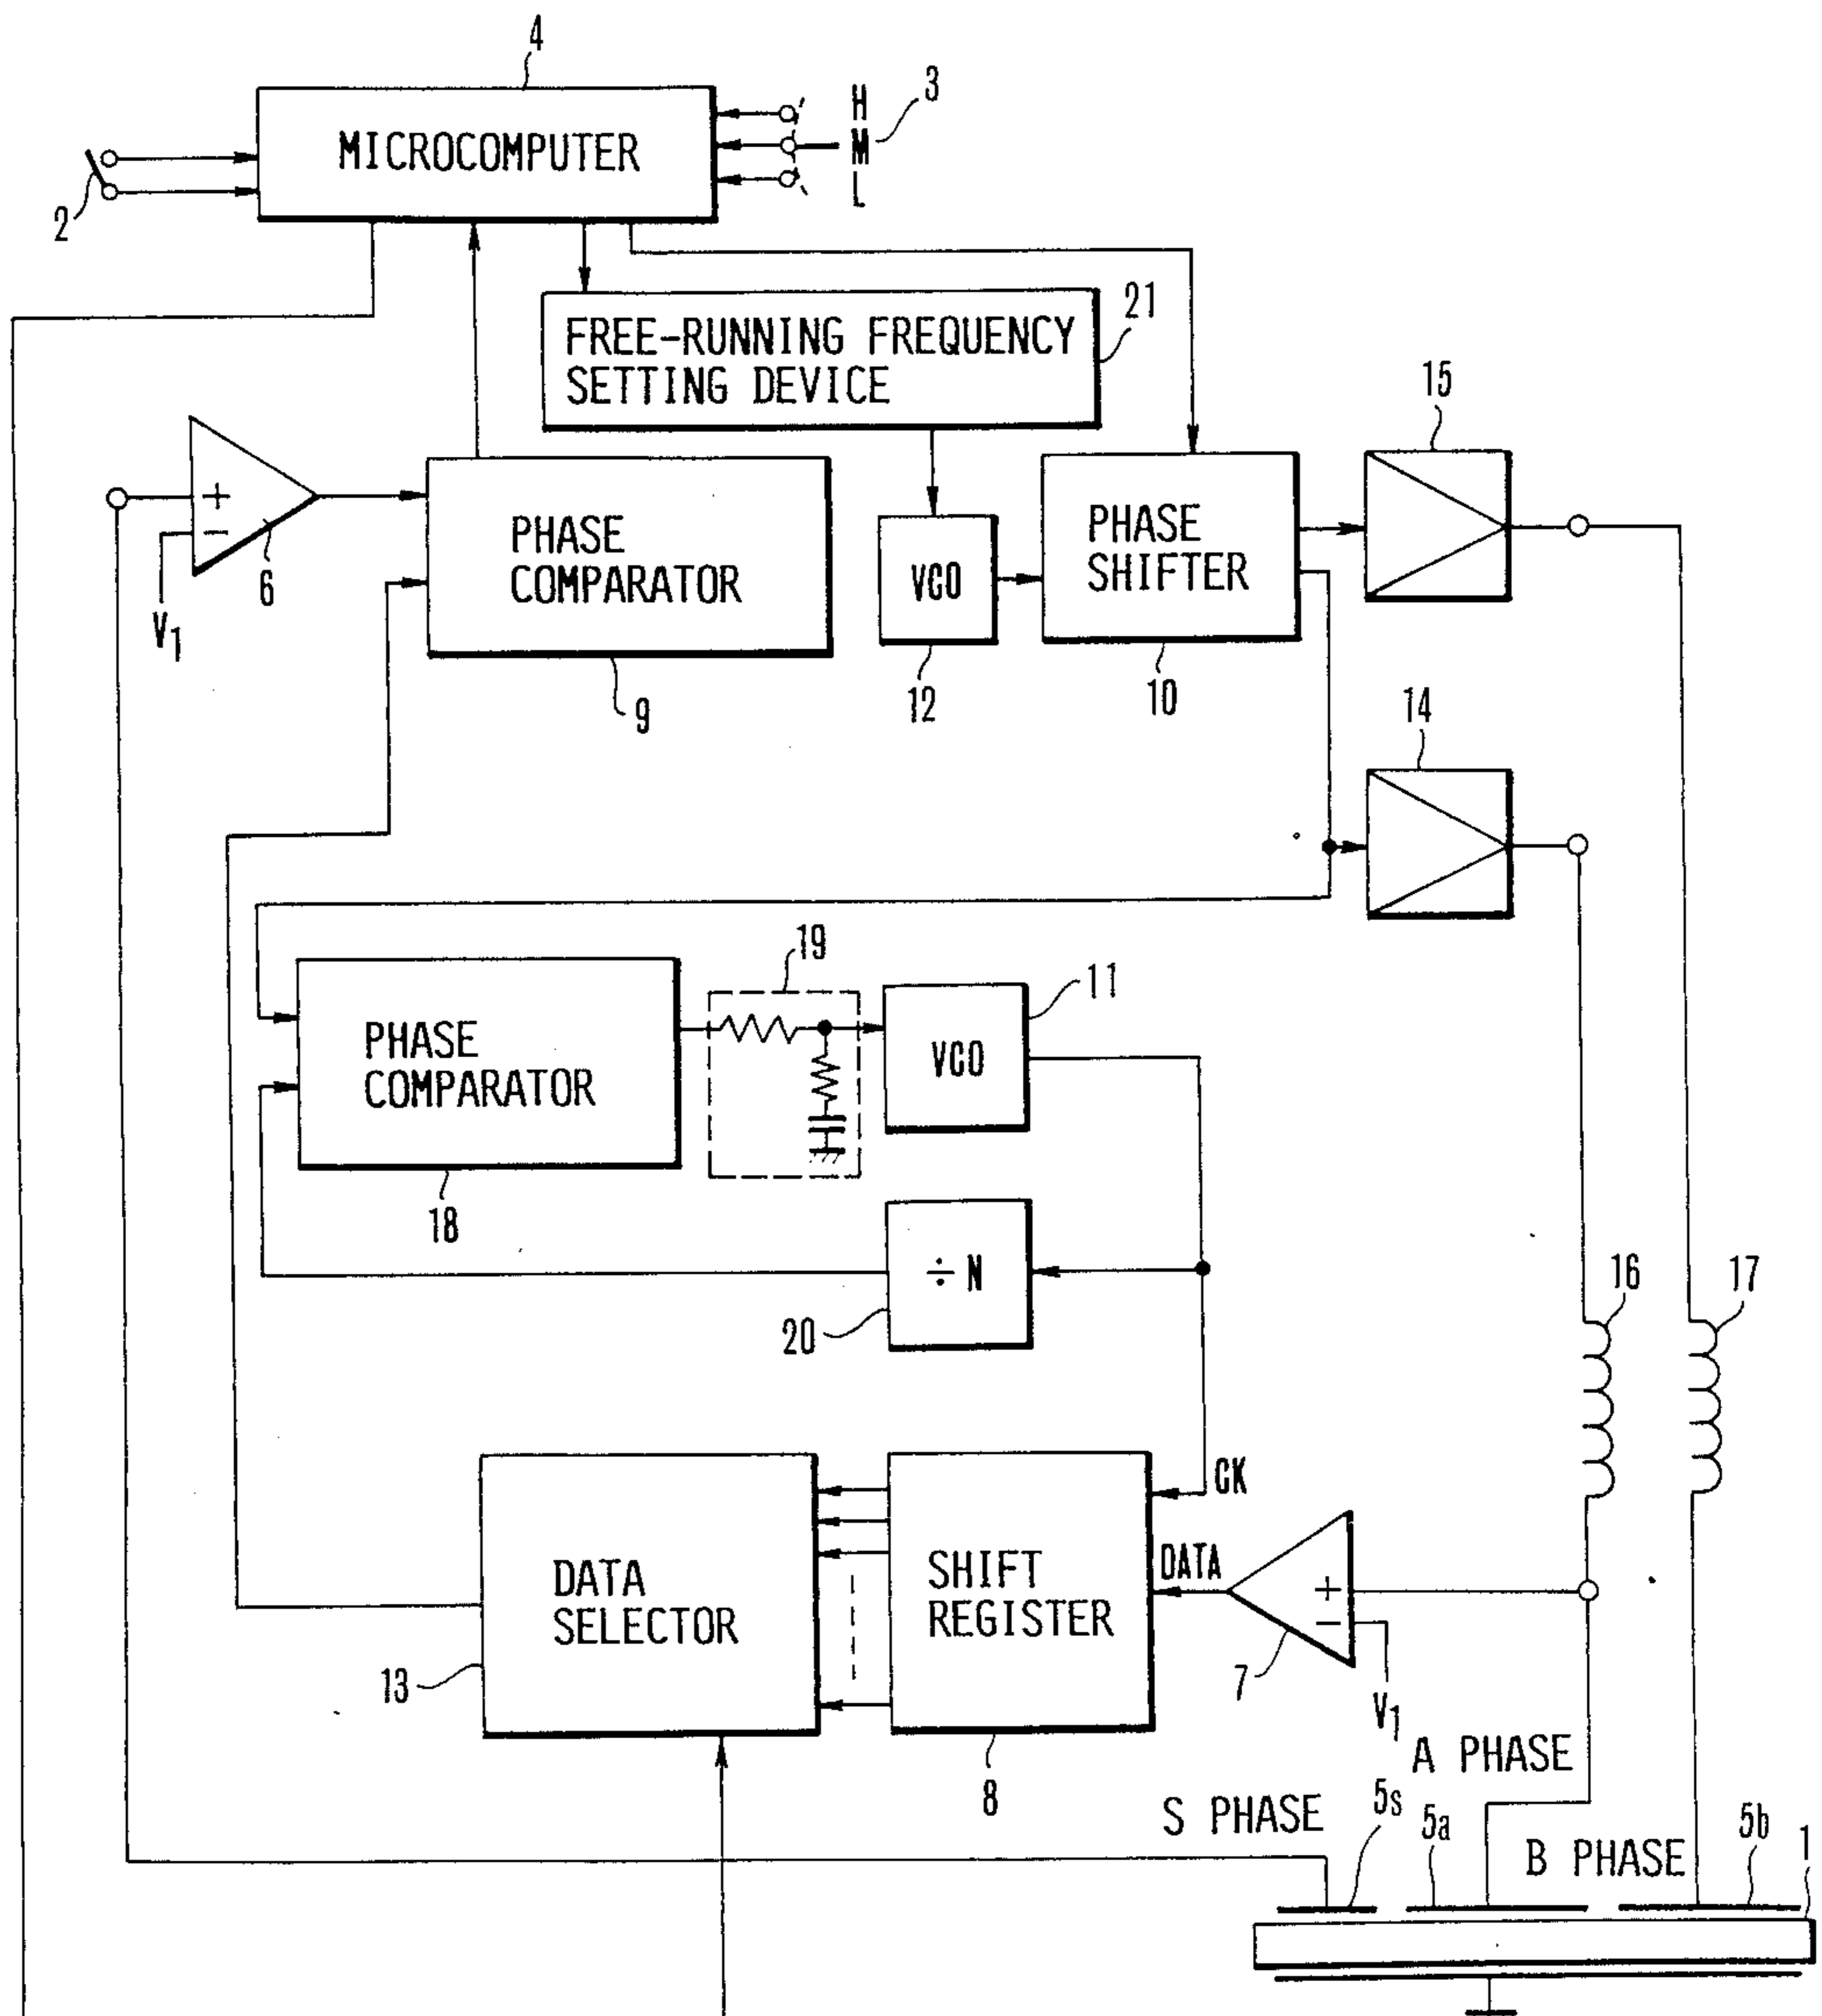 4
MICROCOMPUTER
H
M
L
3
2
FREE-RUNNING FREQUENCY
SETTING DEVICE
21
15
+
−
6
V1
PHASE
COMPARATOR
9
VCO
12
PHASE
SHIFTER
10
14
19
11
PHASE
COMPARATOR
18
VCO
÷ N
20
16
17
CK
DATA
DATA
SELECTOR
13
SHIFT
REGISTER
8
+
−
7
V1
A PHASE
S PHASE
5s
5a
B PHASE
5b
1